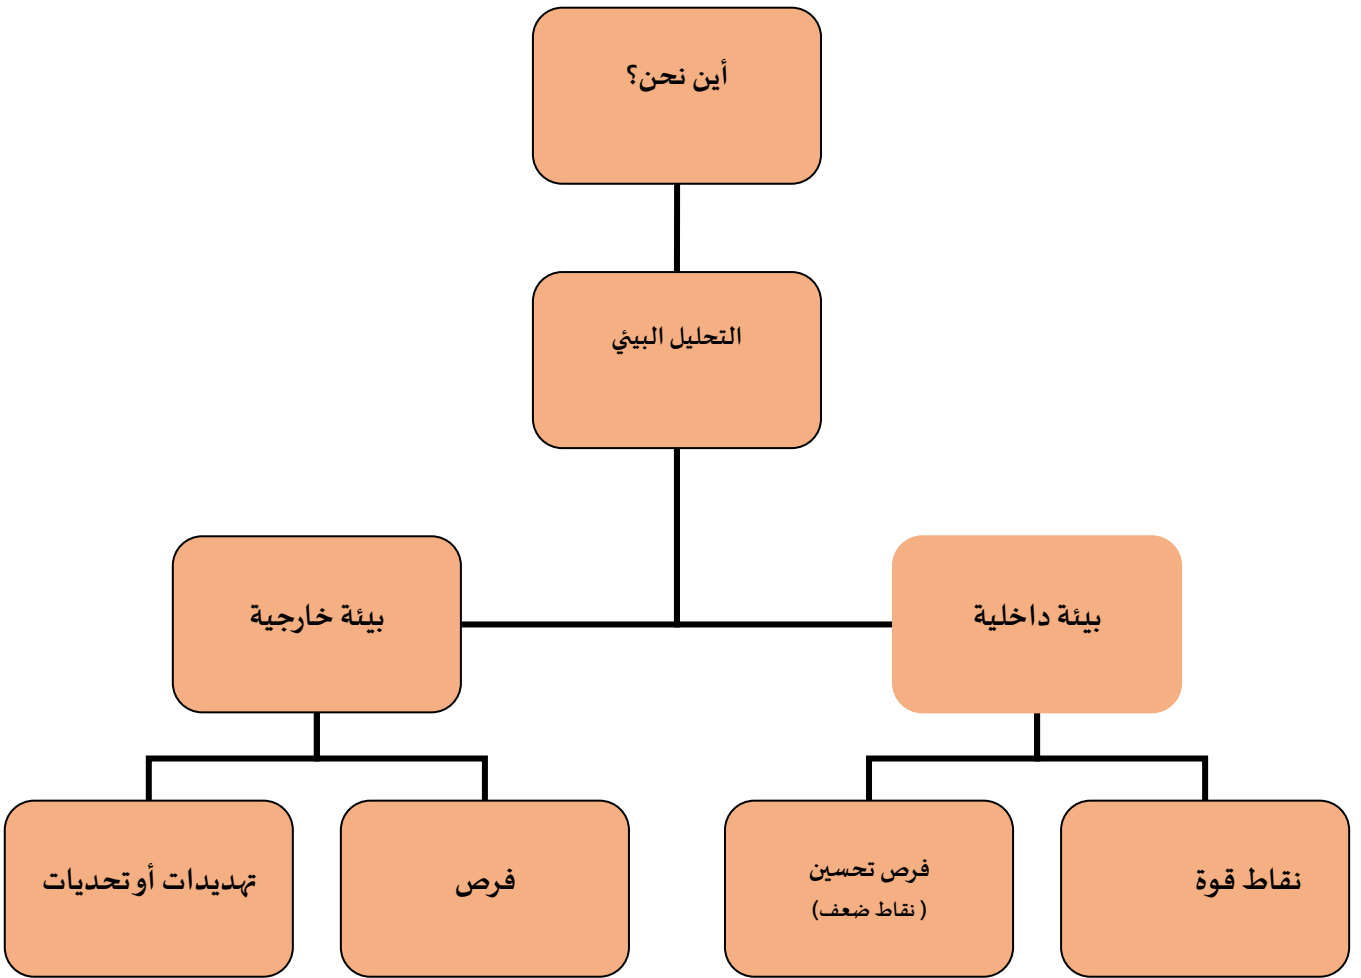 أين نحن؟
التحليل البيئي
بيئة داخلية
بيئة خارجية
نقاط قوة
فرص تحسين
( نقاط ضعف)
فرص
تهديدات أو تحديات